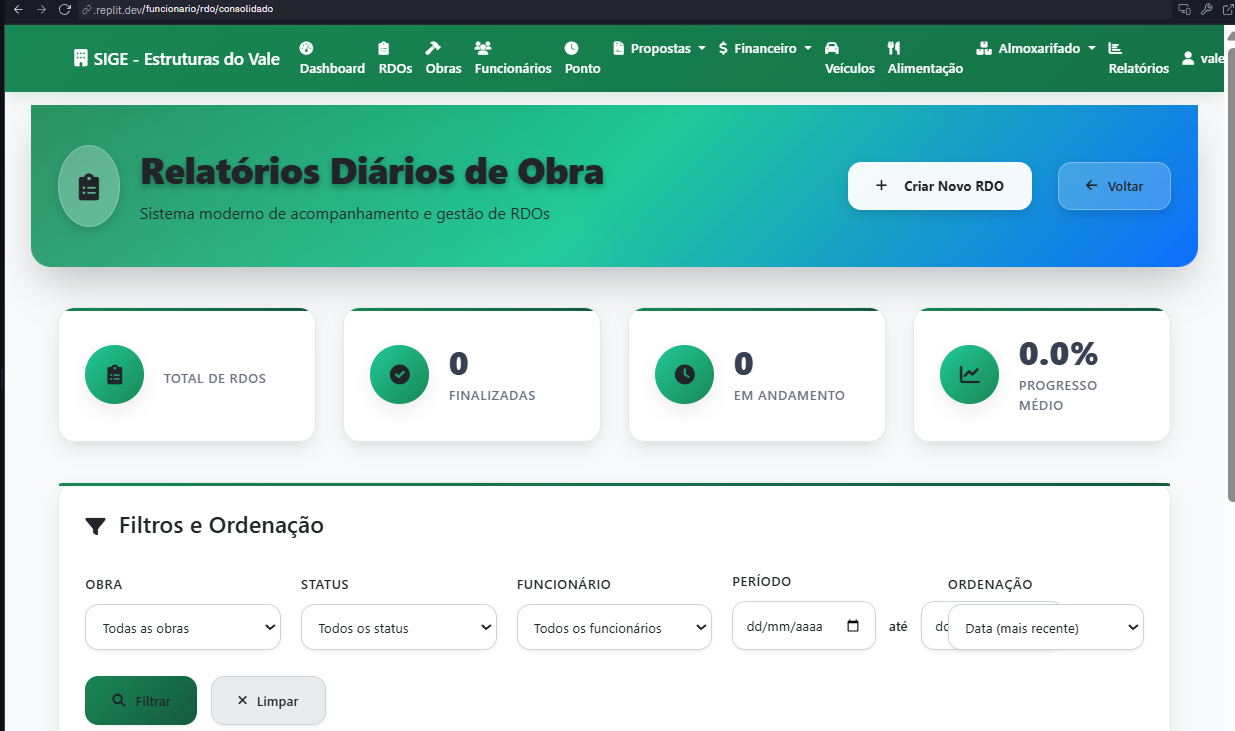 .replit.dev/funcionario/rdo/consolidado
SIGE - Estruturas do Vale
Dashboard
RDOs
Obras
Funcionários
Ponto
Propostas
$ Financeiro
Veículos
Alimentação
Almoxarifado
Relatórios
vale
Relatórios Diários de Obra
Sistema moderno de acompanhamento e gestão de RDOs
+ Criar Novo RDO
Voltar
TOTAL DE RDOS
0
FINALIZADAS
0
EM ANDAMENTO
0.0%
PROGRESSO
MÉDIO
Filtros e Ordenação
OBRA
STATUS
FUNCIONÁRIO
PERÍODO
ORDENAÇÃO
Todas as obras
Todos os status
Todos os funcionários
dd/mm/aaaa
até
dd
Data (mais recente)
Filtrar
Limpar